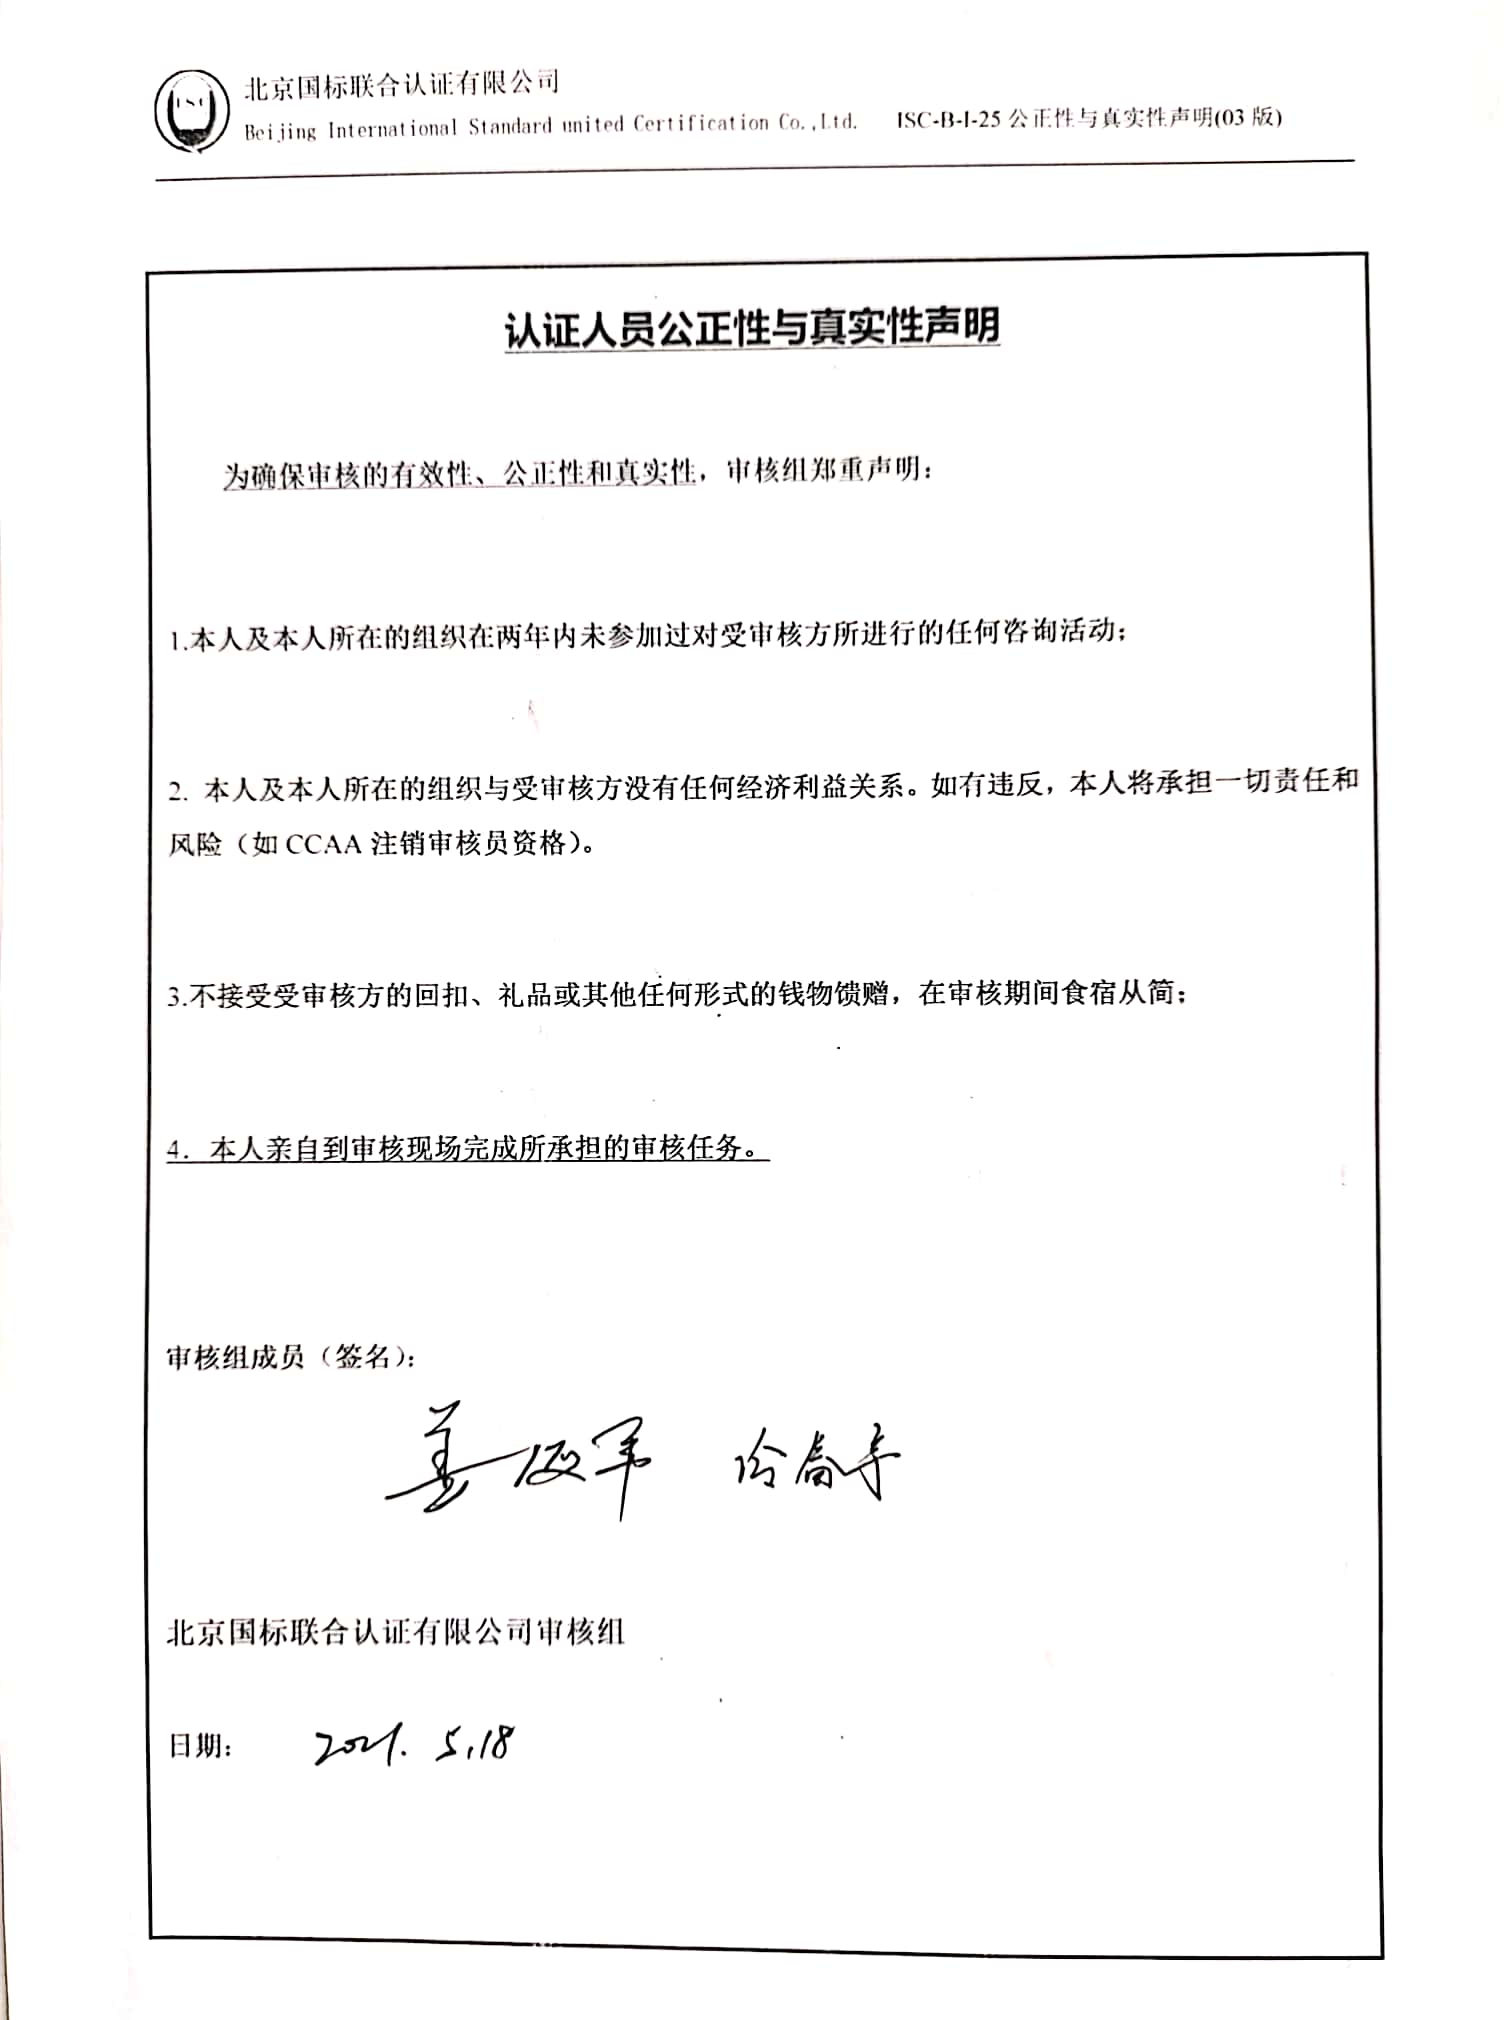 ISC
北京国标联合认证有限公司
Beijing International Standard united Certification Co.,Ltd. ISC-B-I-25 公正性与真实性声明(03 版)
认证人员公正性与真实性声明
为确保审核的有效性、公正性和真实性，审核组郑重声明：
1.本人及本人所在的组织在两年内未参加过对受审核方所进行的任何咨询活动；
2. 本人及本人所在的组织与受审核方没有任何经济利益关系。如有违反，本人将承担一切责任和
风险（如 CCAA 注销审核员资格）。
3.不接受受审核方的回扣、礼品或其他任何形式的钱物馈赠，在审核期间食宿从简；
4. 本人亲自到审核现场完成所承担的审核任务。
审核组成员（签名）：
北京国标联合认证有限公司审核组
日期： 2021. 5.18